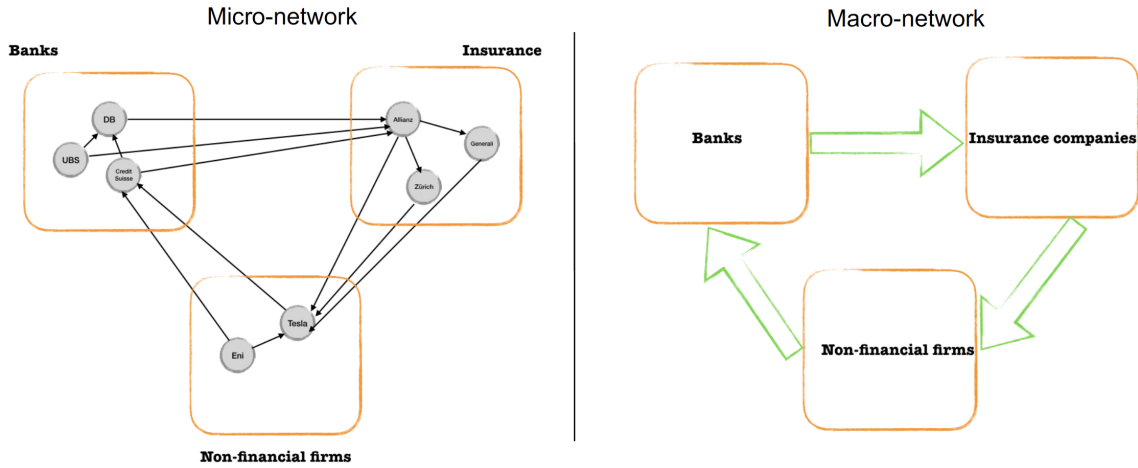 Micro-network
Macro-network
Banks
Insurance
DB
UBS
Credit
Suisse
Allianz
Generali
Zürich
Tesla
Eni
Non-financial firms
Banks
Insurance companies
Non-financial firms